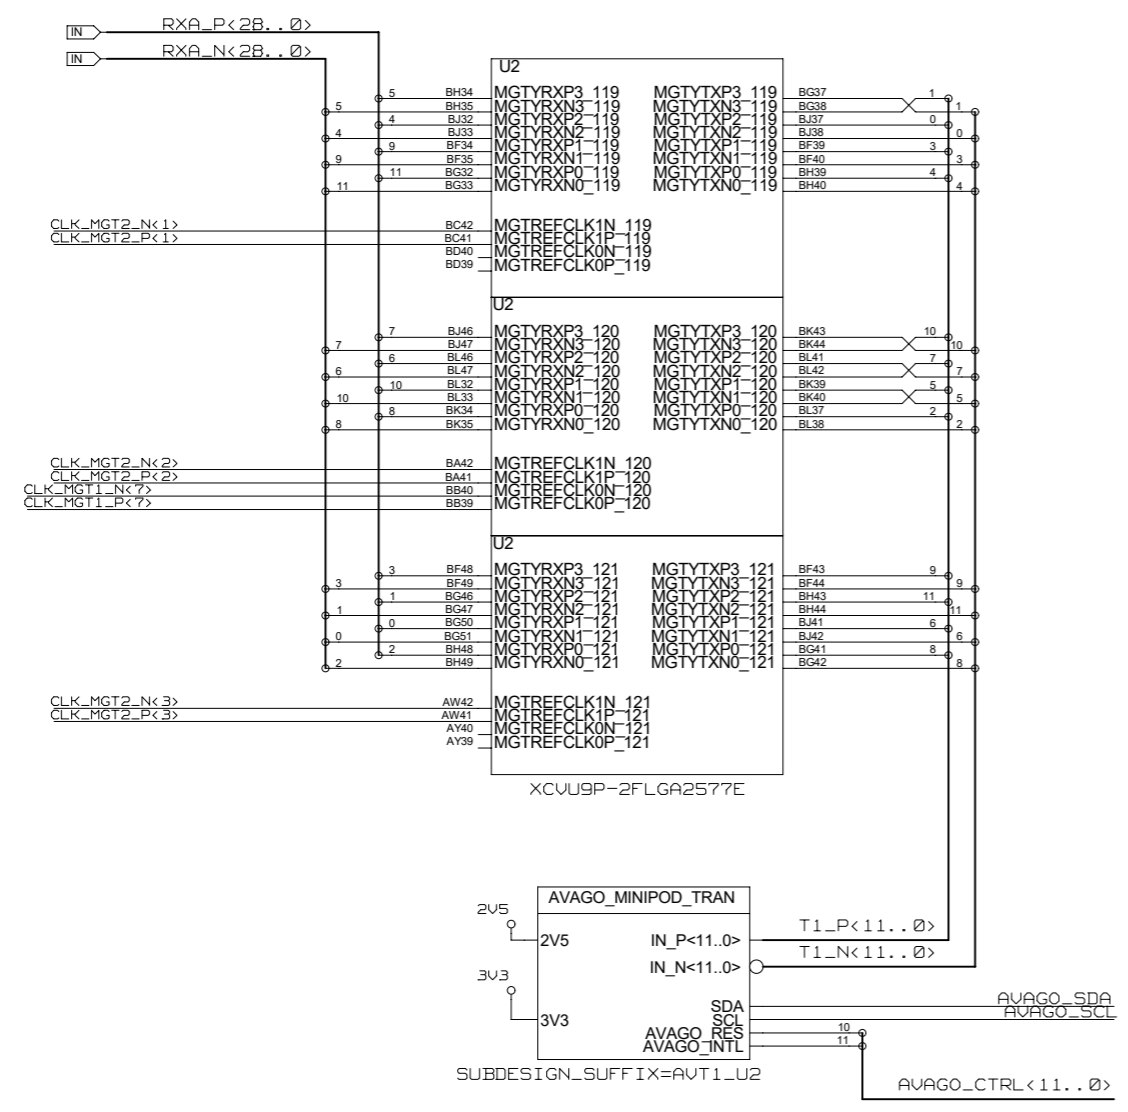 IN RXA_P<28..0>
IN RXA_N<28..0>
U2
5 BH34 MGTYRXP3_119 MGTYTXP3_119 BG37 1
5 BH35 MGTYRXN3_119 MGTYTXN3_119 BG38 1
4 BJ32 MGTYRXP2_119 MGTYTXP2_119 BJ37 0
4 BJ33 MGTYRXN2_119 MGTYTXN2_119 BJ38 0
9 BF34 MGTYRXP1_119 MGTYTXP1_119 BF39 3
9 BF35 MGTYRXN1_119 MGTYTXN1_119 BF40 3
11 BG32 MGTYRXP0_119 MGTYTXP0_119 BH39 4
11 BG33 MGTYRXN0_119 MGTYTXN0_119 BH40 4
CLK_MGT2_N<1> BC42 MGTREFCLK1N_119
CLK_MGT2_P<1> BC41 MGTREFCLK1P_119
BD40 MGTREFCLK0N_119
BD39 MGTREFCLK0P_119
U2
7 BJ46 MGTYRXP3_120 MGTYTXP3_120 BK43 10
7 BJ47 MGTYRXN3_120 MGTYTXN3_120 BK44 10
6 BL46 MGTYRXP2_120 MGTYTXP2_120 BL41 7
6 BL47 MGTYRXN2_120 MGTYTXN2_120 BL42 7
10 BL32 MGTYRXP1_120 MGTYTXP1_120 BK39 5
10 BL33 MGTYRXN1_120 MGTYTXN1_120 BK40 5
8 BK34 MGTYRXP0_120 MGTYTXP0_120 BL37 2
8 BK35 MGTYRXN0_120 MGTYTXN0_120 BL38 2
CLK_MGT2_N<2> BA42 MGTREFCLK1N_120
CLK_MGT2_P<2> BA41 MGTREFCLK1P_120
CLK_MGT1_N<7> BB40 MGTREFCLK0N_120
CLK_MGT1_P<7> BB39 MGTREFCLK0P_120
U2
3 BF48 MGTYRXP3_121 MGTYTXP3_121 BF43 9
3 BF49 MGTYRXN3_121 MGTYTXN3_121 BF44 9
1 BG46 MGTYRXP2_121 MGTYTXP2_121 BH43 11
1 BG47 MGTYRXN2_121 MGTYTXN2_121 BH44 11
0 BG50 MGTYRXP1_121 MGTYTXP1_121 BJ41 6
0 BG51 MGTYRXN1_121 MGTYTXN1_121 BJ42 6
2 BH48 MGTYRXP0_121 MGTYTXP0_121 BG41 8
2 BH49 MGTYRXN0_121 MGTYTXN0_121 BG42 8
CLK_MGT2_N<3> AW42 MGTREFCLK1N_121
CLK_MGT2_P<3> AW41 MGTREFCLK1P_121
AY40 MGTREFCLK0N_121
AY39 MGTREFCLK0P_121
XCVU9P-2FLGA2577E
AVAGO_MINIPOD_TRAN
2V5
2V5 IN_P<11..0> T1_P<11..0>
IN_N<11..0> T1_N<11..0>
3V3
SDA AVAGO_SDA
3V3 SCL AVAGO_SCL
AVAGO_RES 10
AVAGO_INTL 11
SUBDESIGN_SUFFIX=AVT1_U2
AVAGO_CTRL<11..0>